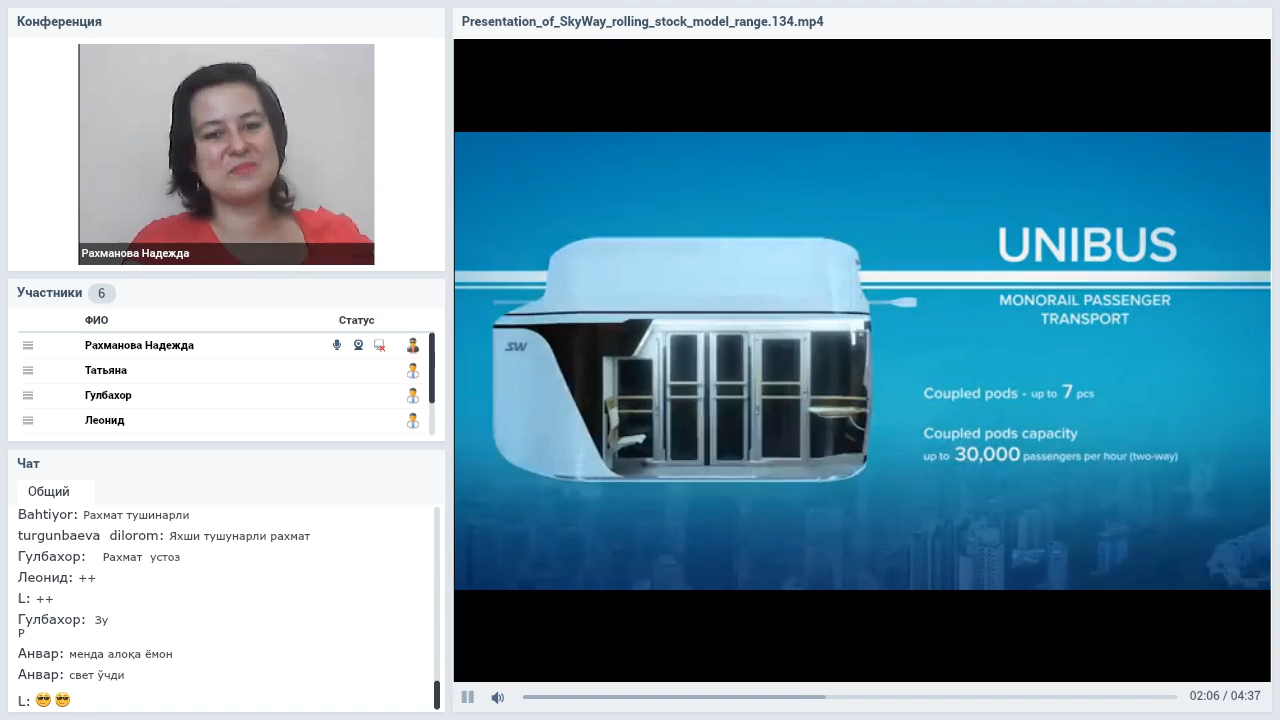 Конференция
Рахманова Надежда
Участники 6
ФИО Статус
Рахманова Надежда
Татьяна
Гулбахор
Леонид
Чат
Общий
Bahtiyor: Рахмат тушинарли
turgunbaeva dilorom: Яхши тушунарли рахмат
Гулбахор: Рахмат устоз
Леонид: ++
L: ++
Гулбахор: Зу
Р
Анвар: менда алоқа ёмон
Анвар: свет ўчди
L:
Presentation_of_SkyWay_rolling_stock_model_range.134.mp4
UNIBUS
MONORAIL PASSENGER
TRANSPORT
SW
Coupled pods - up to 7 pcs
Coupled pods capacity
up to 30,000 passengers per hour (two-way)
02:06 / 04:37